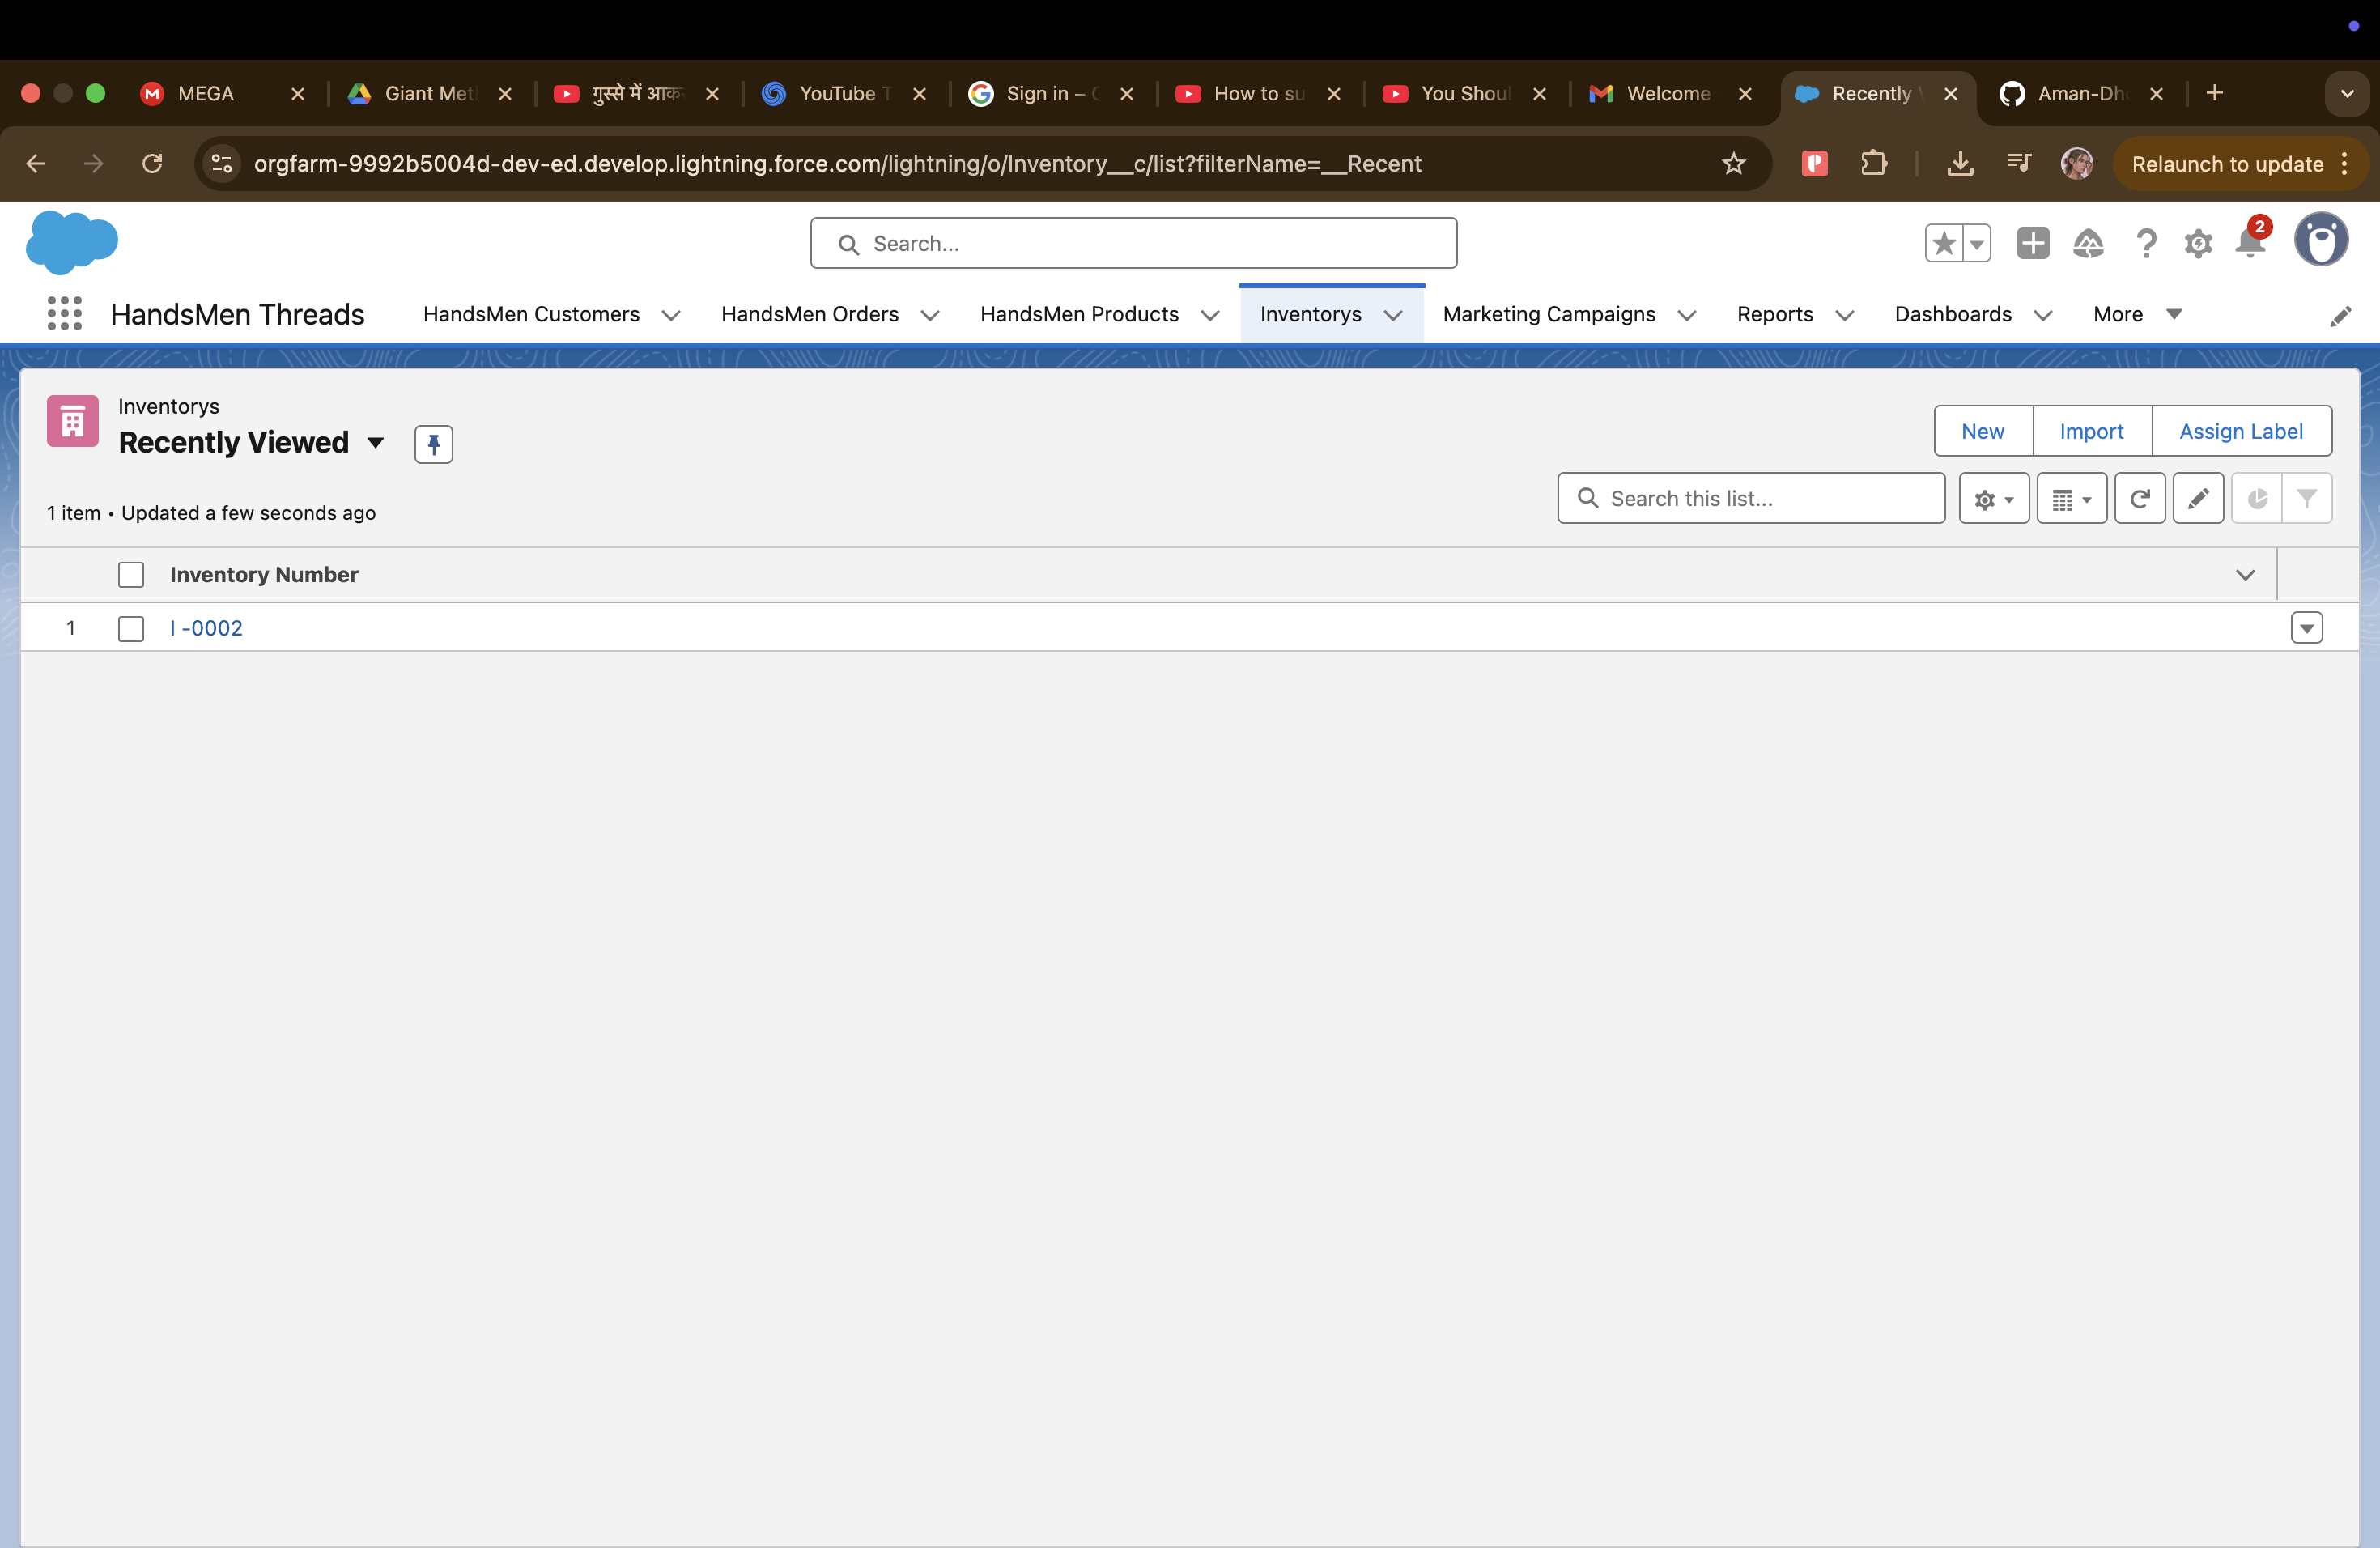 MEGA
Giant Met
गुस्से में आक
YouTube T
Sign in –
How to su
You Shoul
Welcome
Recently
Aman-Dh
orgfarm-9992b5004d-dev-ed.develop.lightning.force.com/lightning/o/Inventory__c/list?filterName=__Recent
Relaunch to update
Search...
2
HandsMen Threads
HandsMen Customers
HandsMen Orders
HandsMen Products
Inventorys
Marketing Campaigns
Reports
Dashboards
More
Inventorys
Recently Viewed
New
Import
Assign Label
1 item • Updated a few seconds ago
Search this list...
Inventory Number
1
I -0002